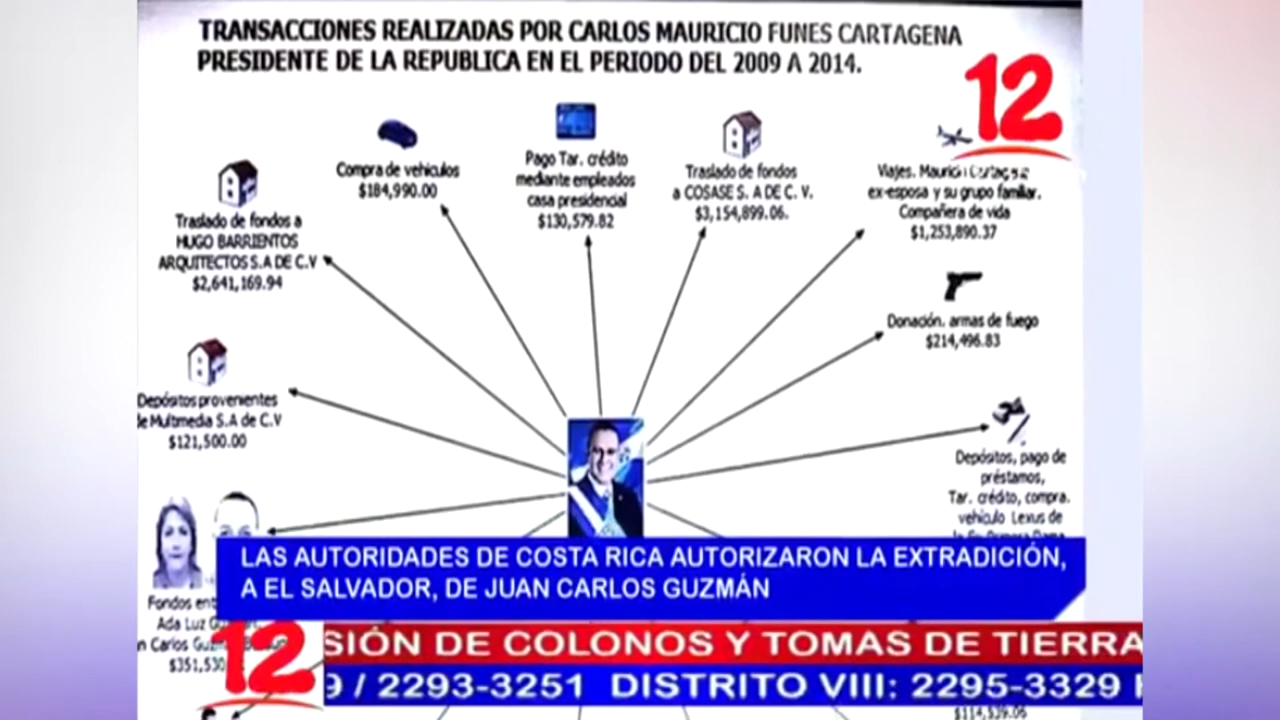 TRANSACCIONES REALIZADAS POR CARLOS MAURICIO FUNES CARTAGENA
PRESIDENTE DE LA REPUBLICA EN EL PERIODO DEL 2009 A 2014.
12
Traslado de fondos a
HUGO BARRIENTOS
ARQUITECTOS S.A DE C.V
$2,641,169.94
Compra de vehiculos
$184,990.00
Pago Tar. crédito
mediante empleados
casa presidencial
$130,579.82
Traslado de fondos
a COSASE S. A DE C. V.
$3,154,899.06.
Viajes.
ex-esposa y su grupo familiar.
Compañera de vida
$1,253,890.37
Donación. armas de fuego
$214,496.83
Depósitos provenientes
de Multimedia S.A de C.V
$121,500.00
Depósitos, pago de
préstamos,
Tar. crédito, compra.
vehículo Lexus de
Fondos
Ada Luz
Carlos
$351,530
LAS AUTORIDADES DE COSTA RICA AUTORIZARON LA EXTRADICIÓN,
A EL SALVADOR, DE JUAN CARLOS GUZMÁN
12
SIÓN DE COLONOS Y TOMAS DE TIERRA
9 / 2293-3251 DISTRITO VIII: 2295-3329